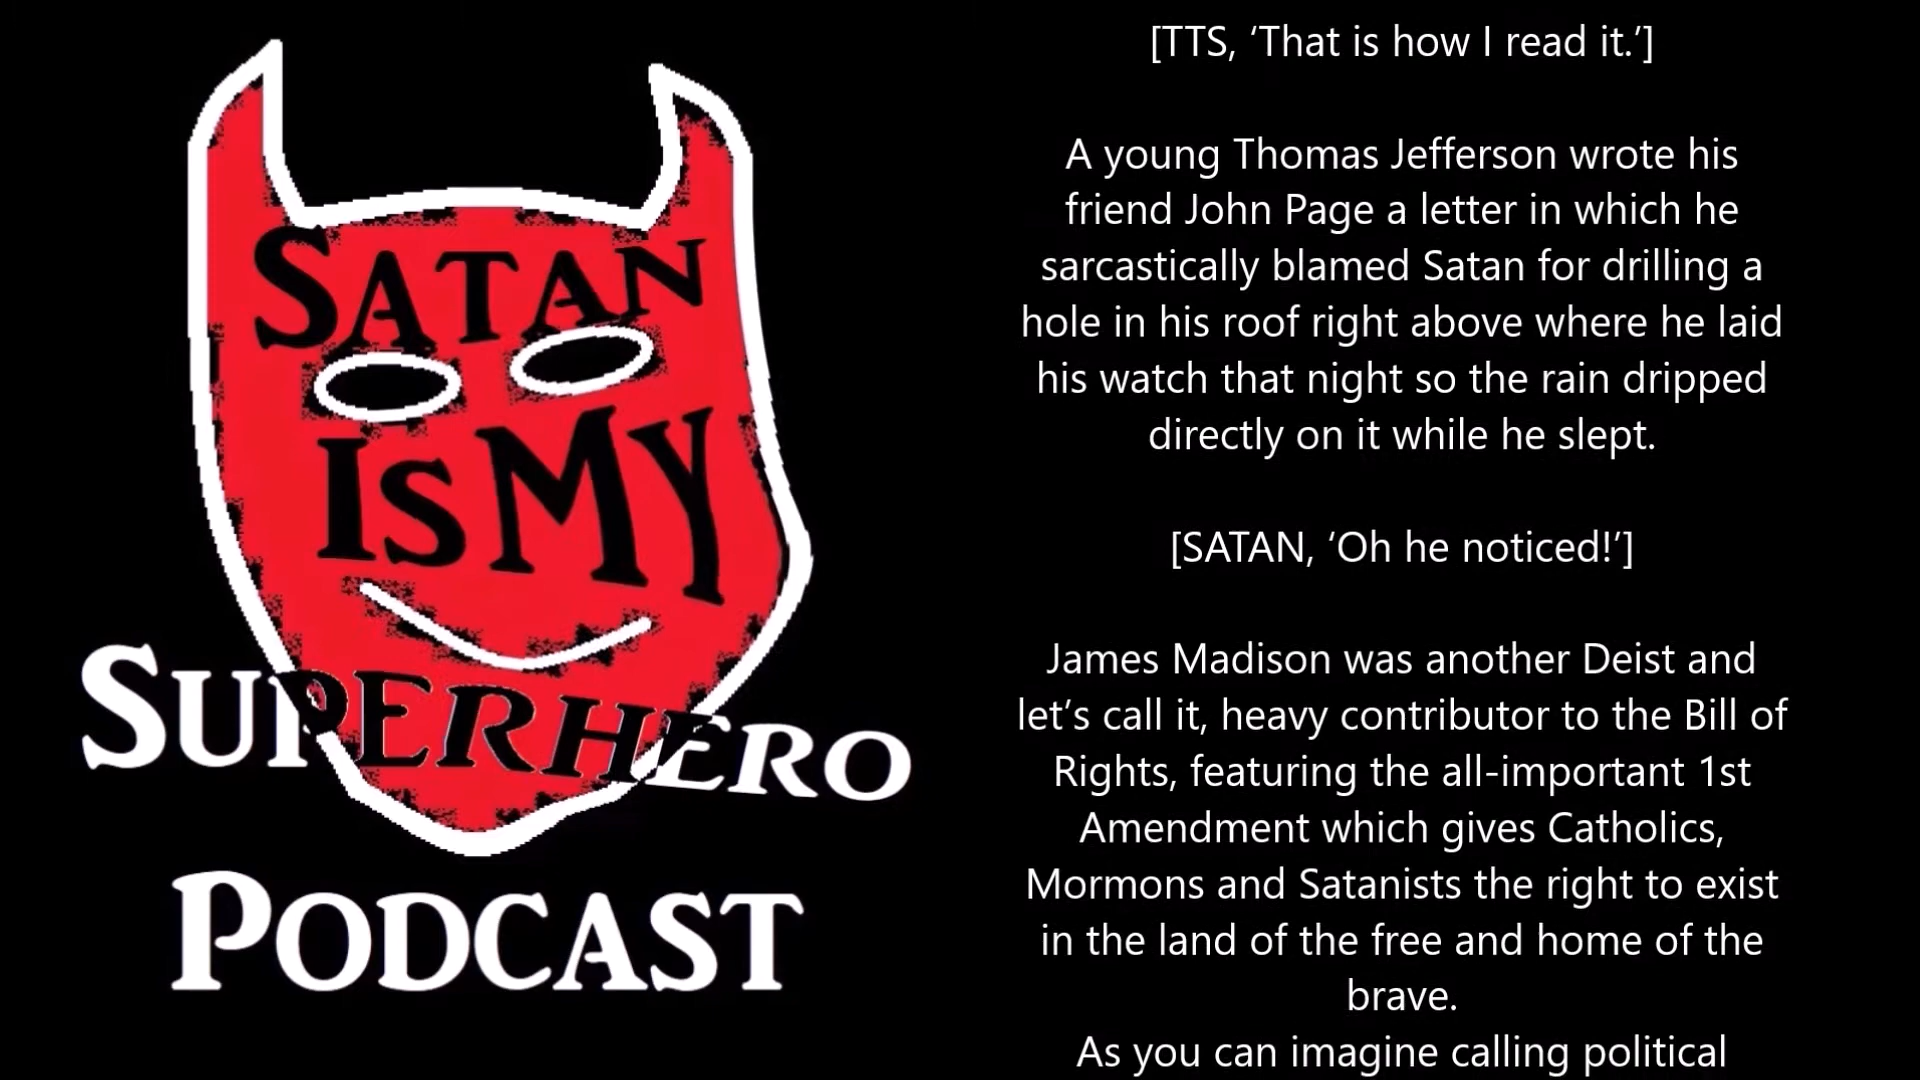 SATAN
IS MY
SUPERHERO
PODCAST
[TTS, ‘That is how I read it.’]
A young Thomas Jefferson wrote his
friend John Page a letter in which he
sarcastically blamed Satan for drilling a
hole in his roof right above where he laid
his watch that night so the rain dripped
directly on it while he slept.
[SATAN, ‘Oh he noticed!’]
James Madison was another Deist and
let’s call it, heavy contributor to the Bill of
Rights, featuring the all-important 1st
Amendment which gives Catholics,
Mormons and Satanists the right to exist
in the land of the free and home of the
brave.
As you can imagine calling political